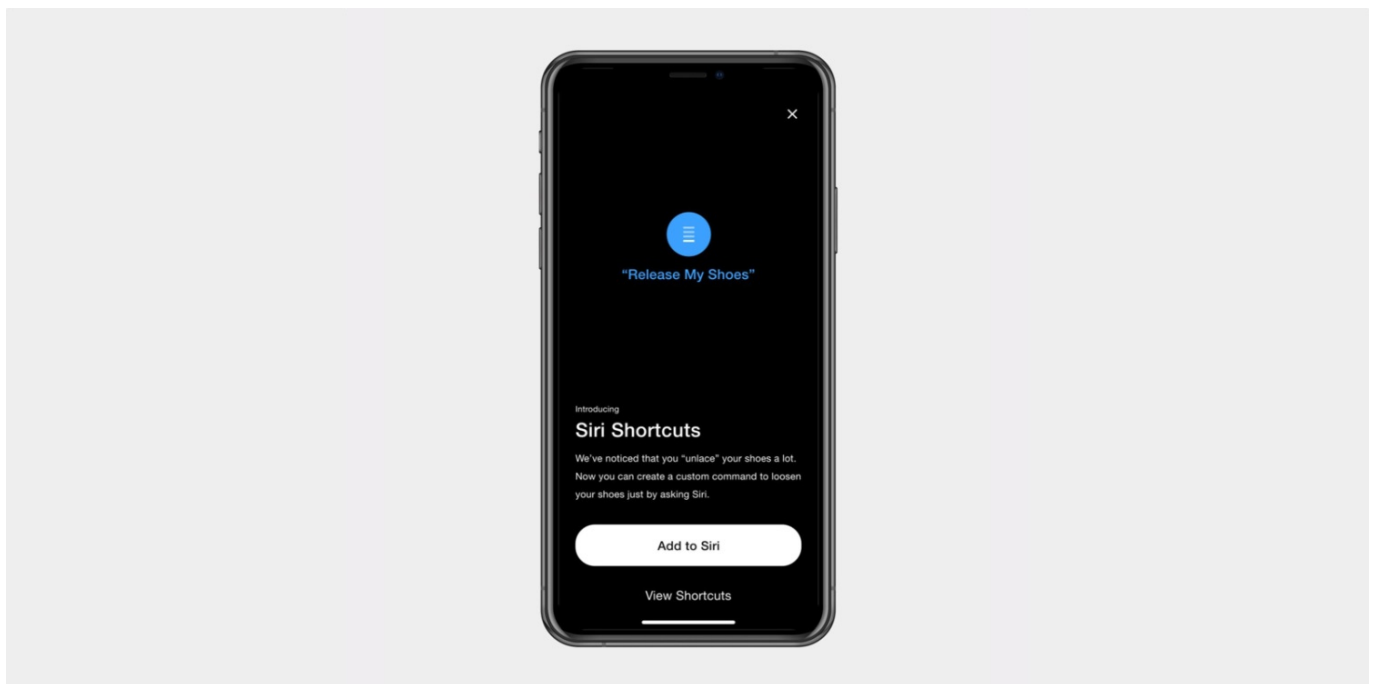 “Release My Shoes”
Introducing
Siri Shortcuts
We’ve noticed that you “unlace” your shoes a lot.
Now you can create a custom command to loosen
your shoes just by asking Siri.
Add to Siri
View Shortcuts